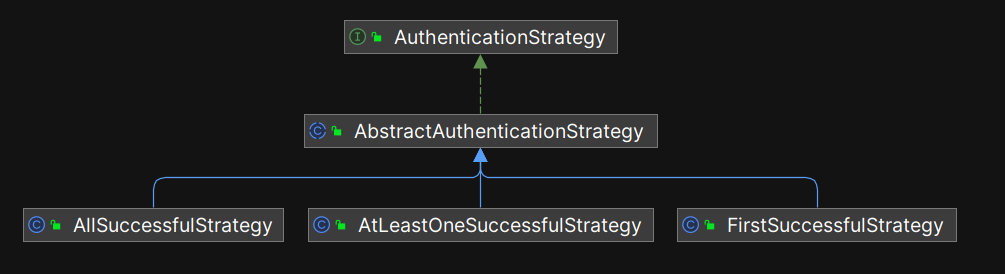 AuthenticationStrategy
AbstractAuthenticationStrategy
AllSuccessfulStrategy AtLeastOneSuccessfulStrategy FirstSuccessfulStrategy